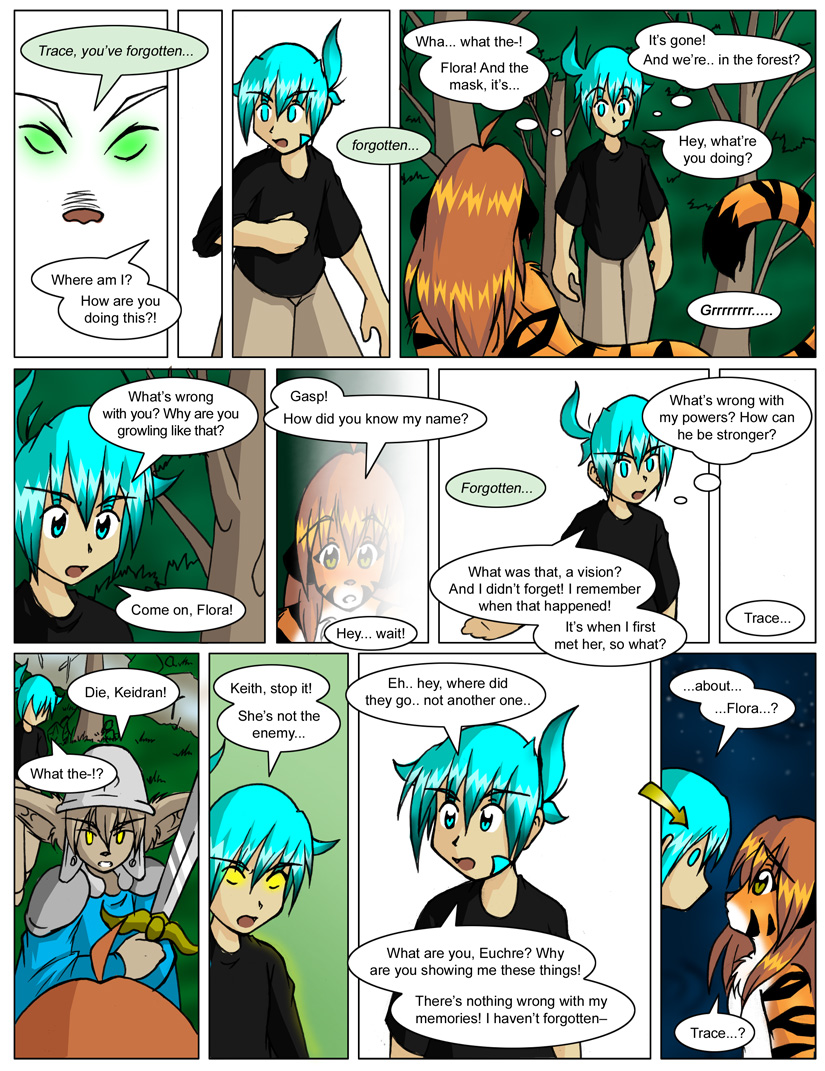 Trace, you've forgotten...
Where am I?
How are you
doing this?!
forgotten...
Wha... what the-!
Flora! And the
mask, it's...
It's gone!
And we're.. in the forest?
Hey, what're
you doing?
Grrrrrrrr.....
What's wrong
with you? Why are you
growling like that?
Come on, Flora!
Gasp!
How did you know my name?
Hey... wait!
Forgotten...
What's wrong with
my powers? How can
he be stronger?
What was that, a vision?
And I didn't forget! I remember
when that happened!
It's when I first
met her, so what?
Trace...
Die, Keidran!
What the-!?
Keith, stop it!
She's not the
enemy...
Eh.. hey, where did
they go.. not another one..
What are you, Euchre? Why
are you showing me these things!
There's nothing wrong with my
memories! I haven't forgotten–
...about...
...Flora...?
Trace...?